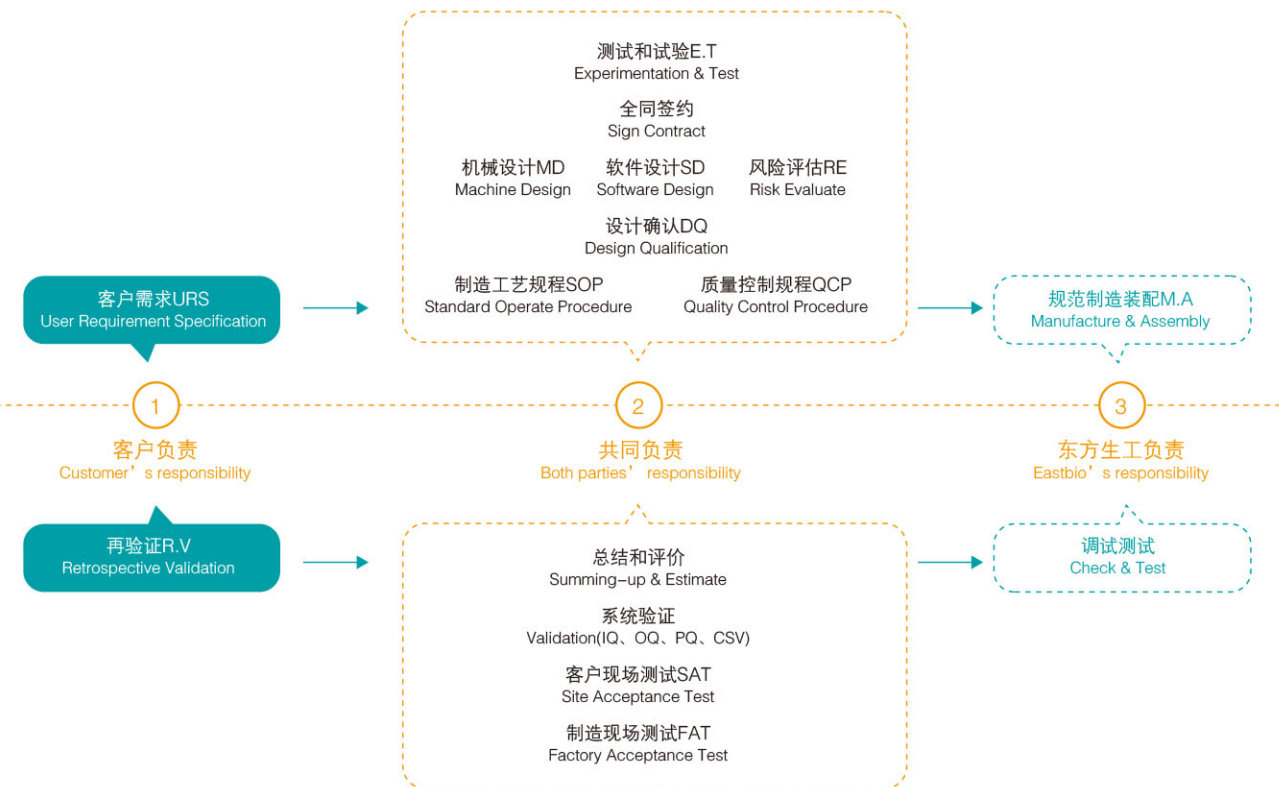 测试和试验E.T
Experimentation & Test
全同签约
Sign Contract
机械设计MD
Machine Design
软件设计SD
Software Design
风险评估RE
Risk Evaluate
设计确认DQ
Design Qualification
制造工艺规程SOP
Standard Operate Procedure
质量控制规程QCP
Quality Control Procedure
客户需求URS
User Requirement Specification
规范制造装配M.A
Manufacture & Assembly
1
2
3
客户负责
Customer’s responsibility
共同负责
Both parties’ responsibility
东方生工负责
Eastbio’s responsibility
再验证R.V
Retrospective Validation
总结和评价
Summing-up & Estimate
系统验证
Validation(IQ、OQ、PQ、CSV)
客户现场测试SAT
Site Acceptance Test
制造现场测试FAT
Factory Acceptance Test
调试测试
Check & Test